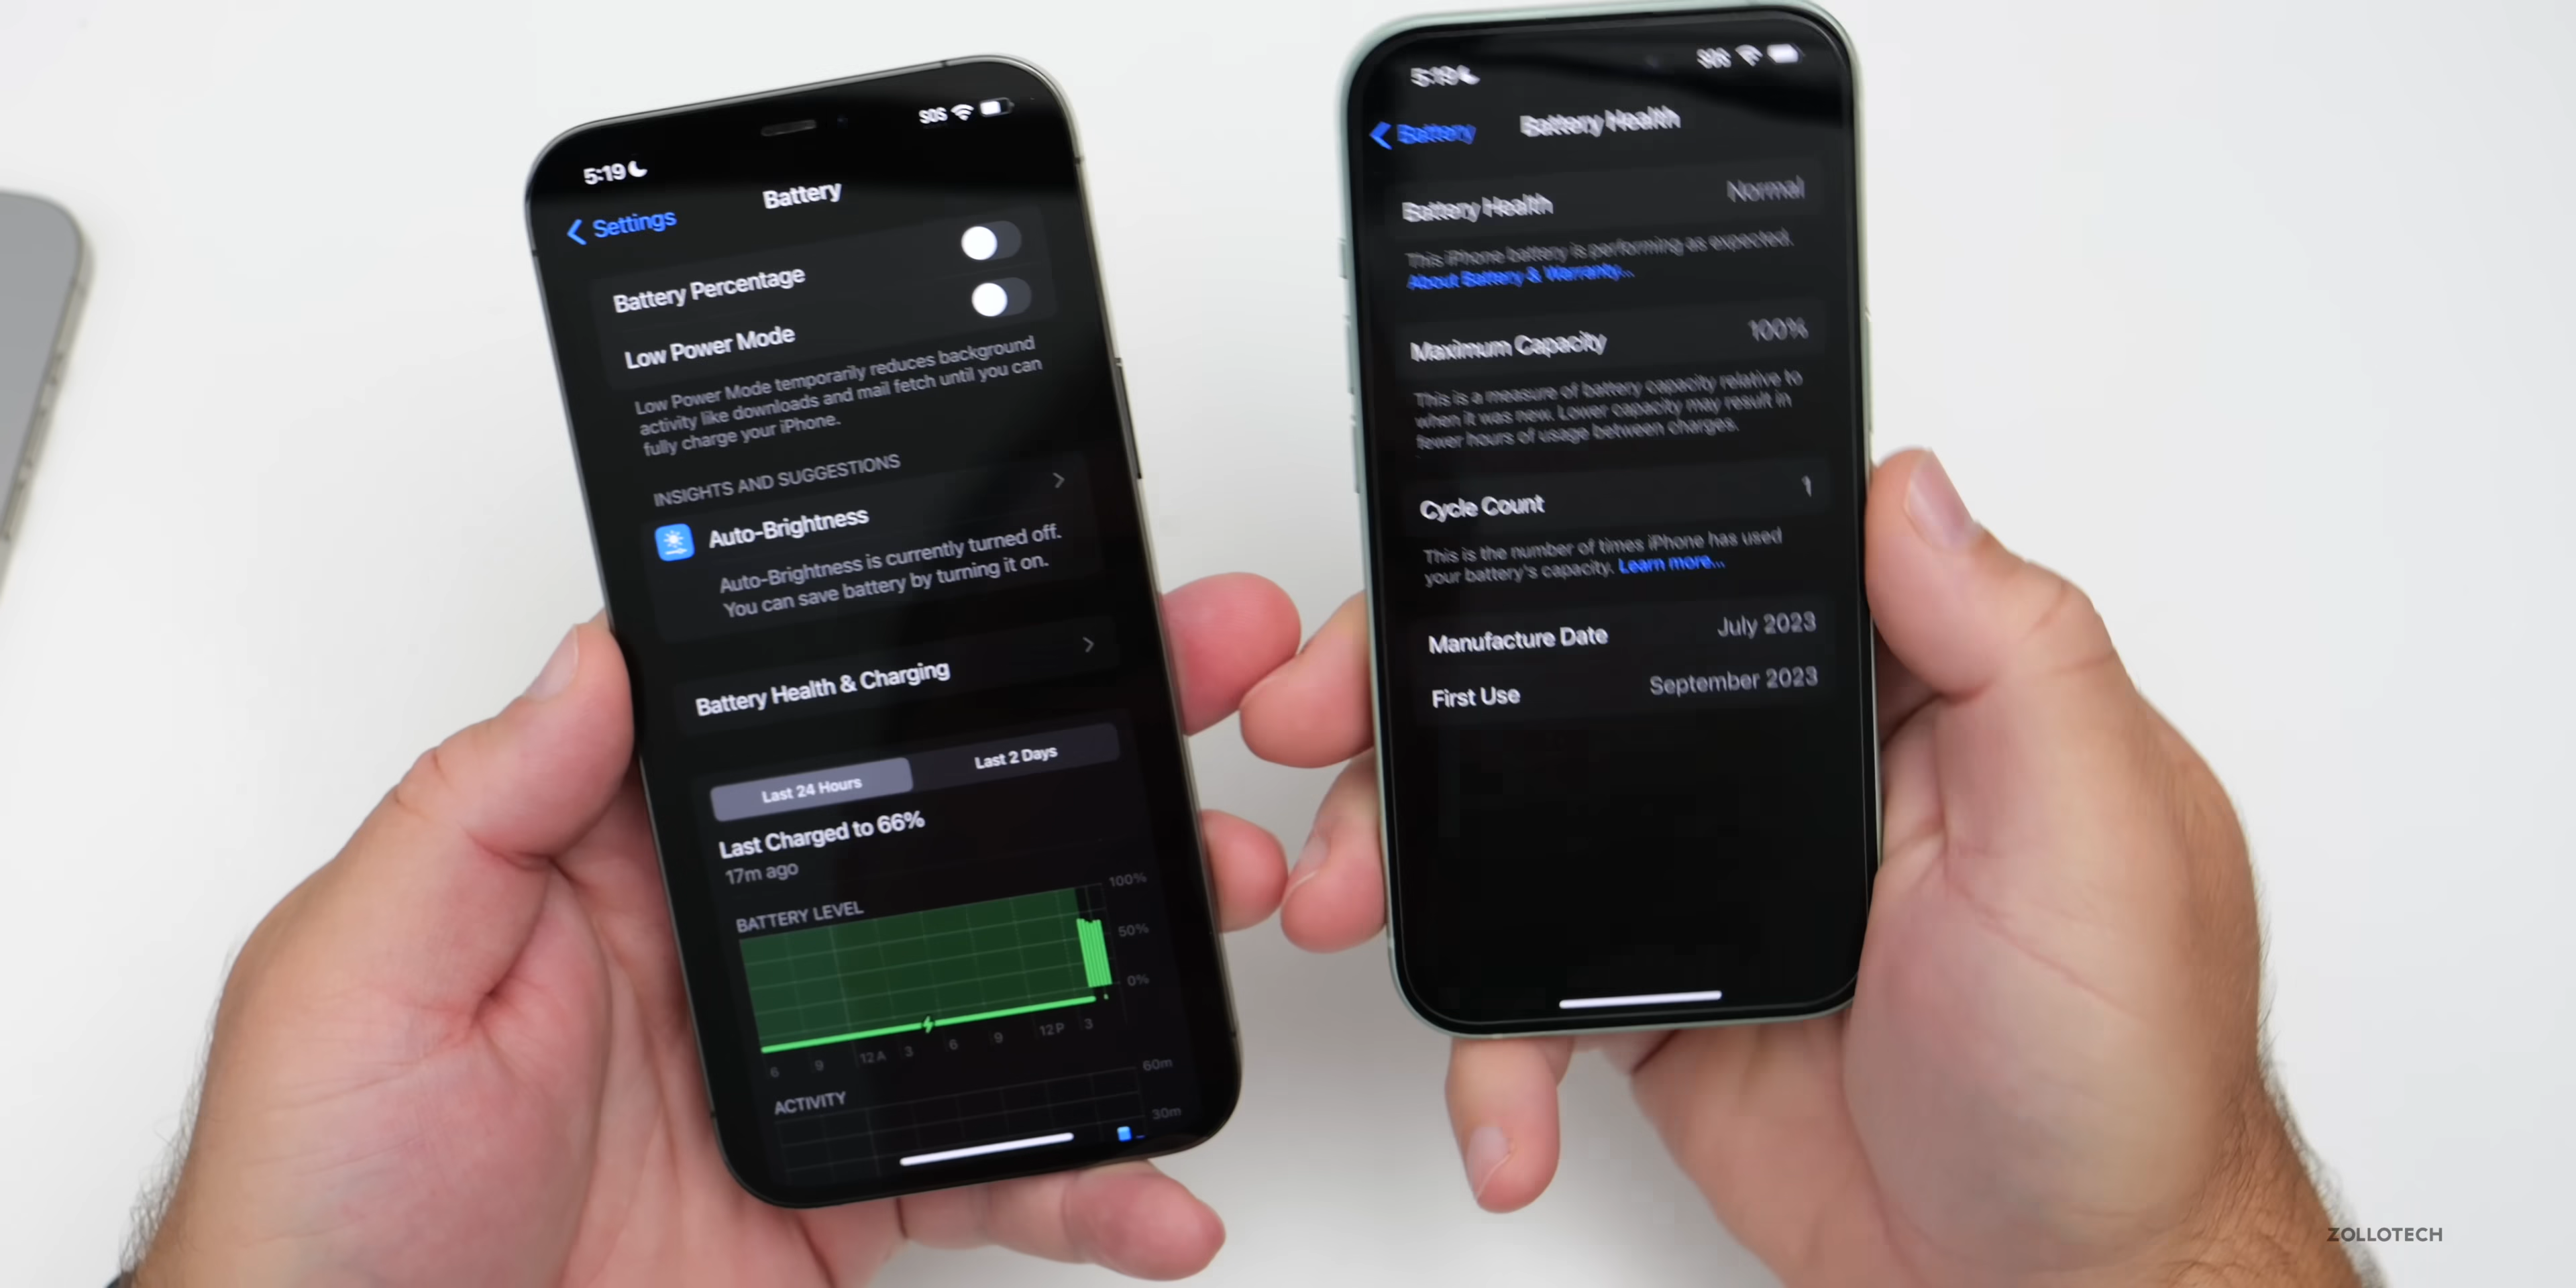 5:19
SOS
Settings
Battery
Battery Percentage
Low Power Mode
Low Power Mode temporarily reduces background
activity like downloads and mail fetch until you can
fully charge your iPhone.
INSIGHTS AND SUGGESTIONS
Auto-Brightness
Auto-Brightness is currently turned off.
You can save battery by turning it on.
Battery Health & Charging
Last 24 Hours
Last 2 Days
Last Charged to 66%
17m ago
BATTERY LEVEL
100%
50%
0%
6 9 12 A 3 6 9 12 P 3
ACTIVITY
60m
30m
5:19
SOS
Battery
Battery Health
Battery Health Normal
This iPhone battery is performing as expected.
About Battery & Warranty...
Maximum Capacity 100%
This is a measure of battery capacity relative to
when it was new. Lower capacity may result in
fewer hours of usage between charges.
Cycle Count 1
This is the number of times iPhone has used
your battery's capacity. Learn more...
Manufacture Date July 2023
First Use September 2023
ZOLLOTECH